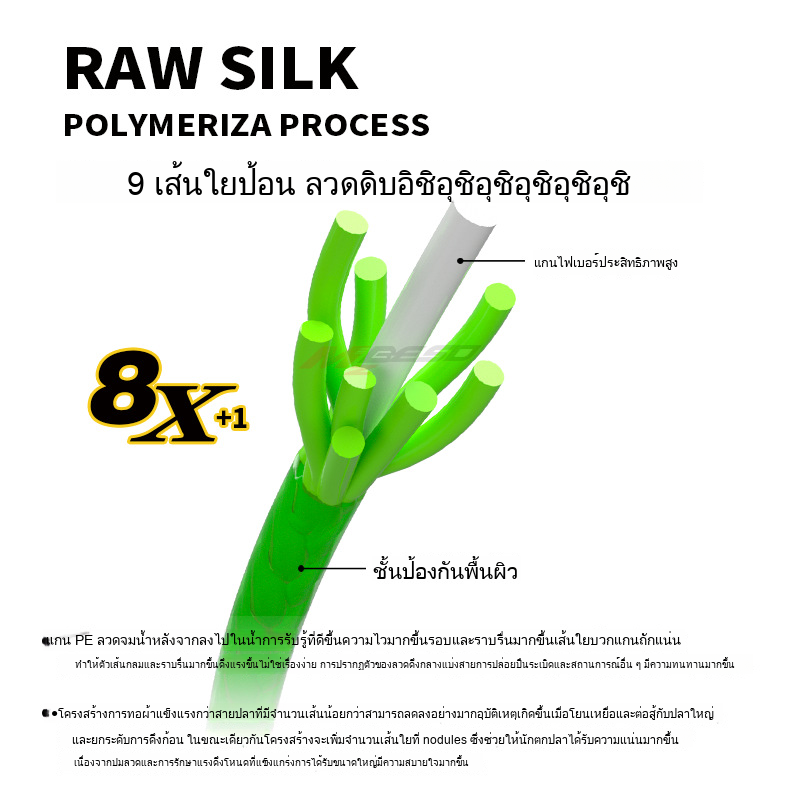 RAW SILK
POLYMERIZA PROCESS
9 เส้นใยป้อน ลวดดิบอิชิอุชิอุชิอุชิอุชิอุชิ
แกนไฟเบอร์ประสิทธิภาพสูง
8X+1
ชั้นป้องกันพื้นผิว
แกน PE ลวดจมน้ำหลังจากลงไปในน้ำการรับรู้ที่ดีขึ้นความไวมากขึ้นรอบและราบรื่นมากขึ้นเส้นใยบวกแกนถักแน่น
ทำให้ตัวเส้นกลมและราบรื่นมากขึ้นดึงแรงขึ้นไม่ใช่เรื่องง่าย การปรากฏตัวของลวดดึงกลางแบ่งสายการปล่อยปืนระเบิดและสถานการณ์อื่น ๆ มีความทนทานมากขึ้น
•โครงสร้างการทอผ้าแข็งแรงกว่าสายปลาที่มีจำนวนเส้นน้อยกว่าสามารถลดลงอย่างมากอุบัติเหตุเกิดขึ้นเมื่อโยนเหยื่อและต่อสู้กับปลาใหญ่
และยกระดับการดึงก้อน ในขณะเดียวกันโครงสร้างจะเพิ่มจำนวนเส้นใยที่ nodules ซึ่งช่วยให้นักตกปลาได้รับความแน่นมากขึ้น
เนื่องจากปมลวดและการรักษาแรงดึงโหนดที่แข็งแกร่งการได้รับขนาดใหญ่มีความสบายใจมากขึ้น